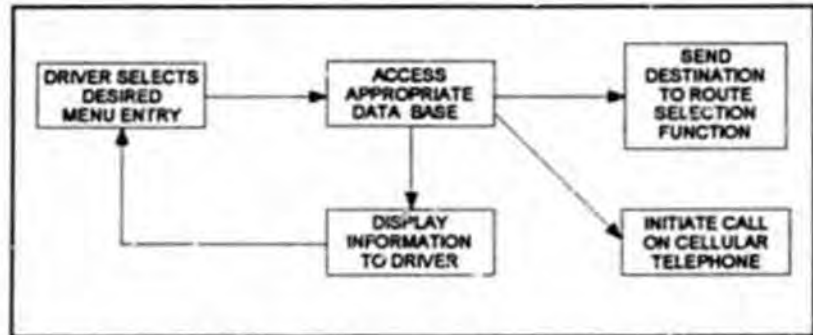 DRIVER SELECTS
DESIRED
MENU ENTRY
ACCESS
APPROPRIATE
DATA BASE
SEND
DESTINATION
TO ROUTE
SELECTION
FUNCTION
DISPLAY
INFORMATION
TO DRIVER
INITIATE CALL
ON CELLULAR
TELEPHONE